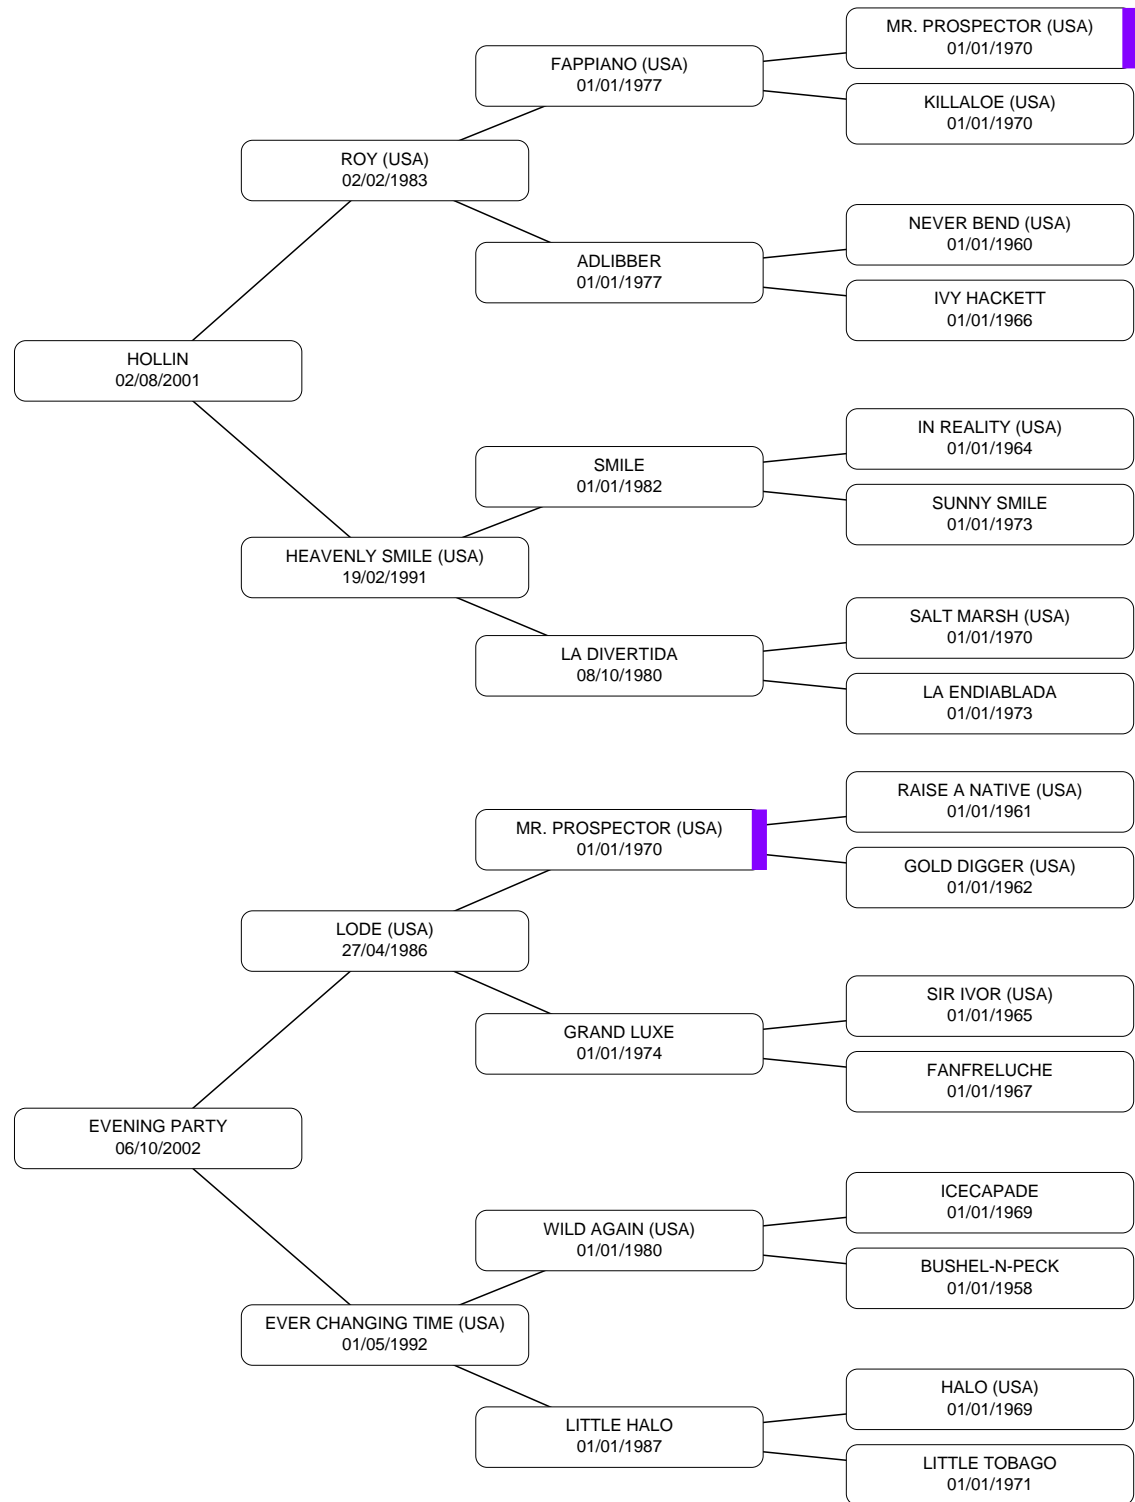 MR. PROSPECTOR (USA)
01/01/1970
FAPPIANO (USA)
01/01/1977
KILLALOE (USA)
01/01/1970
ROY (USA)
02/02/1983
NEVER BEND (USA)
01/01/1960
ADLIBBER
01/01/1977
IVY HACKETT
01/01/1966
HOLLIN
02/08/2001
IN REALITY (USA)
01/01/1964
SMILE
01/01/1982
SUNNY SMILE
01/01/1973
HEAVENLY SMILE (USA)
19/02/1991
SALT MARSH (USA)
01/01/1970
LA DIVERTIDA
08/10/1980
LA ENDIABLADA
01/01/1973
RAISE A NATIVE (USA)
01/01/1961
MR. PROSPECTOR (USA)
01/01/1970
GOLD DIGGER (USA)
01/01/1962
LODE (USA)
27/04/1986
SIR IVOR (USA)
01/01/1965
GRAND LUXE
01/01/1974
FANFRELUCHE
01/01/1967
EVENING PARTY
06/10/2002
ICECAPADE
01/01/1969
WILD AGAIN (USA)
01/01/1980
BUSHEL-N-PECK
01/01/1958
EVER CHANGING TIME (USA)
01/05/1992
HALO (USA)
01/01/1969
LITTLE HALO
01/01/1987
LITTLE TOBAGO
01/01/1971